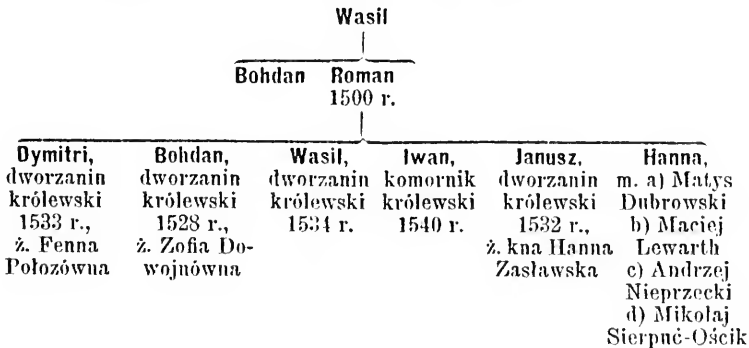 Wasil
Bohdan
Roman
1500 r.
Dymitri,
dworzanin
królewski
1533 r.,
ż. Fenna
Połozówna
Bohdan,
dworzanin
królewski
1528 r.,
ż. Zofia Do-
wojnówna
Wasil,
dworzanin
królewski
1534 r.
Iwan,
komornik
królewski
1540 r.
Janusz,
dworzanin
królewski
1532 r.,
ż. kna Hanna
Zasławska
Hanna,
m. a) Matys
Dubrowski
b) Maciej
Lewarth
c) Andrzej
Nieprzecki
d) Mikołaj
Sierpuć-Ościk